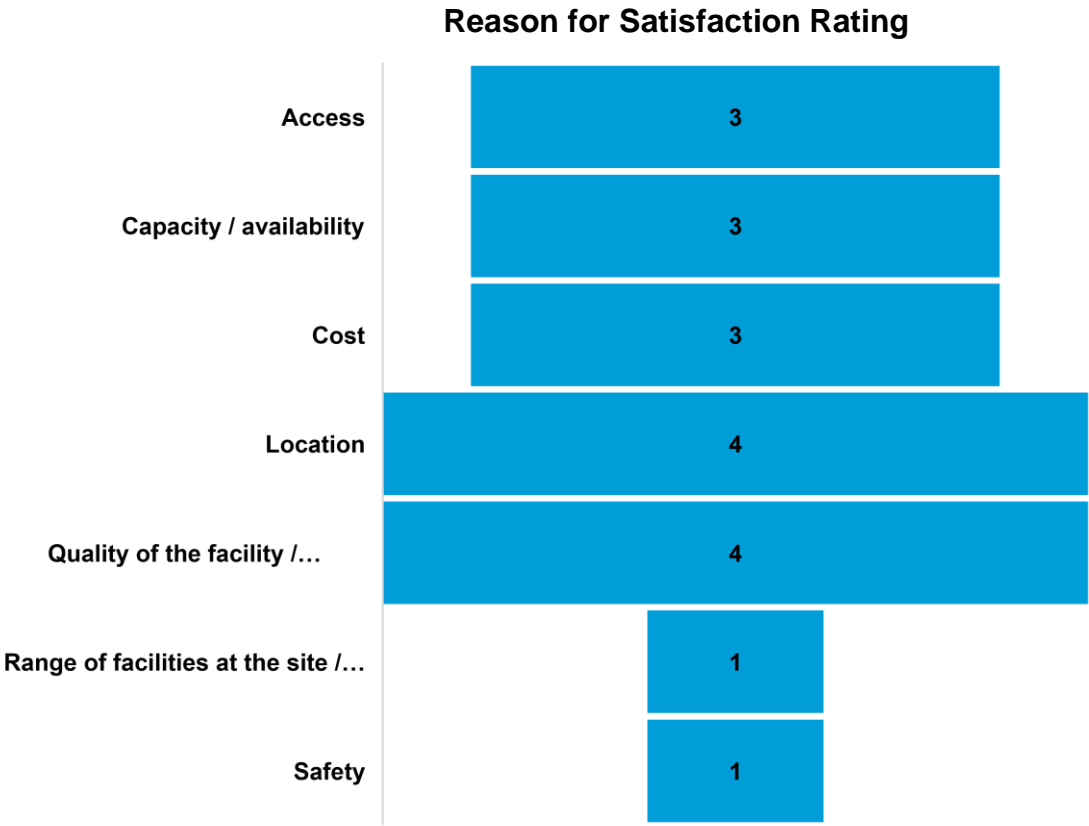 Reason for Satisfaction Rating
Access 3
Capacity / availability 3
Cost 3
Location 4
Quality of the facility /… 4
Range of facilities at the site /… 1
Safety 1